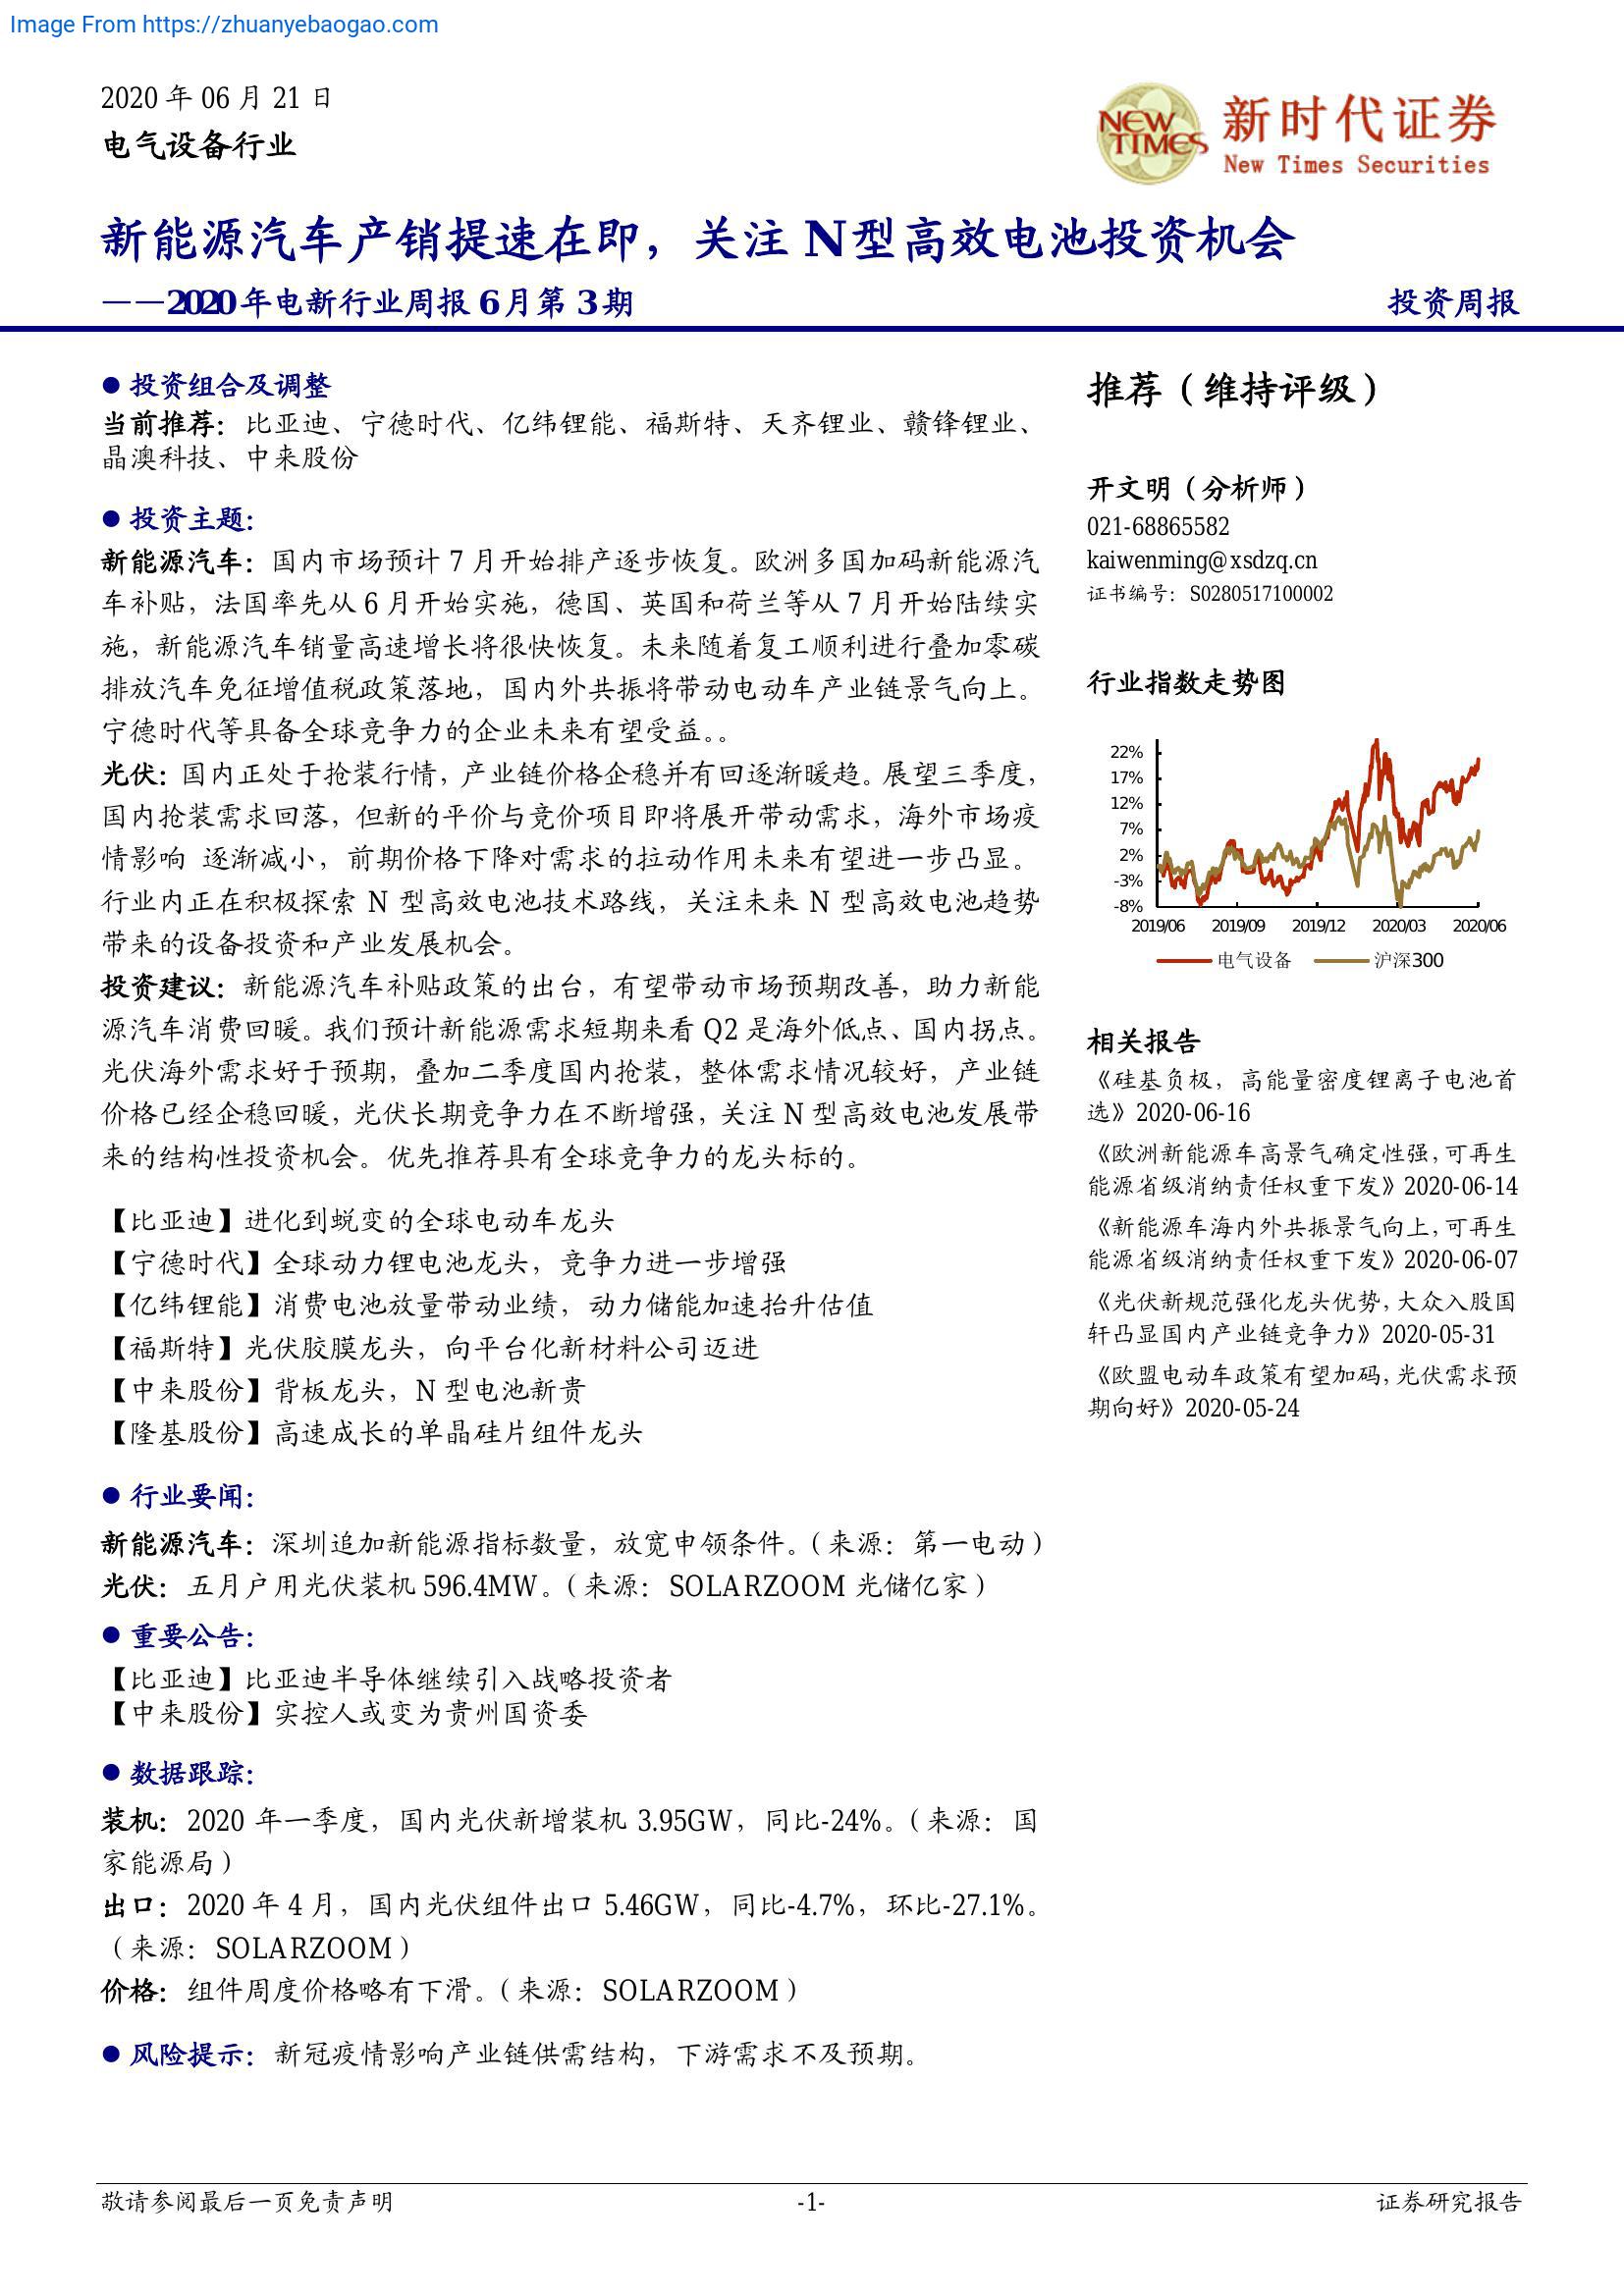 Image From https://zhuanyebaogao.com
2020 年 06 月 21 日
电气设备行业
NEW TIMES
新时代证券
New Times Securities
新能源汽车产销提速在即，关注 N型高效电池投资机会
——2020年电新行业周报 6月第 3期
投资周报
● 投资组合及调整
当前推荐：比亚迪、宁德时代、亿纬锂能、福斯特、天齐锂业、赣锋锂业、
晶澳科技、中来股份
● 投资主题：
新能源汽车：国内市场预计 7 月开始排产逐步恢复。欧洲多国加码新能源汽
车补贴，法国率先从 6 月开始实施，德国、英国和荷兰等从 7 月开始陆续实
施，新能源汽车销量高速增长将很快恢复。未来随着复工顺利进行叠加零碳
排放汽车免征增值税政策落地，国内外共振将带动电动车产业链景气向上。
宁德时代等具备全球竞争力的企业未来有望受益。。
光伏：国内正处于抢装行情，产业链价格企稳并有回逐渐暖趋。展望三季度，
国内抢装需求回落，但新的平价与竞价项目即将展开带动需求，海外市场疫
情影响 逐渐减小，前期价格下降对需求的拉动作用未来有望进一步凸显。
行业内正在积极探索 N 型高效电池技术路线，关注未来 N 型高效电池趋势
带来的设备投资和产业发展机会。
投资建议：新能源汽车补贴政策的出台，有望带动市场预期改善，助力新能
源汽车消费回暖。我们预计新能源需求短期来看 Q2 是海外低点、国内拐点。
光伏海外需求好于预期，叠加二季度国内抢装，整体需求情况较好，产业链
价格已经企稳回暖，光伏长期竞争力在不断增强，关注 N 型高效电池发展带
来的结构性投资机会。优先推荐具有全球竞争力的龙头标的。
【比亚迪】进化到蜕变的全球电动车龙头
【宁德时代】全球动力锂电池龙头，竞争力进一步增强
【亿纬锂能】消费电池放量带动业绩，动力储能加速抬升估值
【福斯特】光伏胶膜龙头，向平台化新材料公司迈进
【中来股份】背板龙头，N 型电池新贵
【隆基股份】高速成长的单晶硅片组件龙头
● 行业要闻：
新能源汽车：深圳追加新能源指标数量，放宽申领条件。（来源：第一电动）
光伏：五月户用光伏装机 596.4MW。（来源：SOLARZOOM 光储亿家）
● 重要公告：
【比亚迪】比亚迪半导体继续引入战略投资者
【中来股份】实控人或变为贵州国资委
● 数据跟踪：
装机：2020 年一季度，国内光伏新增装机 3.95GW，同比-24%。（来源：国
家能源局）
出口：2020 年 4 月，国内光伏组件出口 5.46GW，同比-4.7%，环比-27.1%。
（来源：SOLARZOOM）
价格：组件周度价格略有下滑。（来源：SOLARZOOM）
● 风险提示：新冠疫情影响产业链供需结构，下游需求不及预期。
推荐（维持评级）
开文明（分析师）
021-68865582
kaiwenming@xsdzq.cn
证书编号：S0280517100002
行业指数走势图
22%
17%
12%
7%
2%
-3%
-8%
2019/06 2019/09 2019/12 2020/03 2020/06
电气设备 沪深300
相关报告
《硅基负极，高能量密度锂离子电池首
选》2020-06-16
《欧洲新能源车高景气确定性强，可再生
能源省级消纳责任权重下发》2020-06-14
《新能源车海内外共振景气向上，可再生
能源省级消纳责任权重下发》2020-06-07
《光伏新规范强化龙头优势，大众入股国
轩凸显国内产业链竞争力》2020-05-31
《欧盟电动车政策有望加码，光伏需求预
期向好》2020-05-24
敬请参阅最后一页免责声明
-1-
证券研究报告